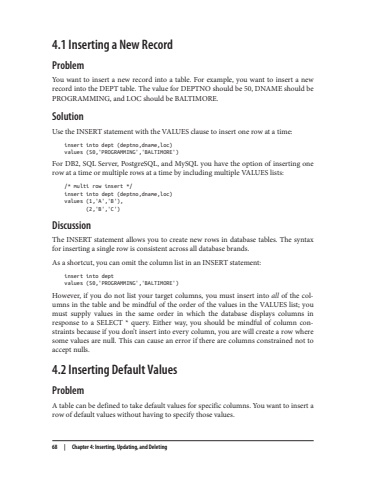 4.1 Inserting a New Record
Problem
You want to insert a new record into a table. For example, you want to insert a new
record into the DEPT table. The value for DEPTNO should be 50, DNAME should be
PROGRAMMING, and LOC should be BALTIMORE.
Solution
Use the INSERT statement with the VALUES clause to insert one row at a time:
insert into dept (deptno,dname,loc)
values (50,'PROGRAMMING','BALTIMORE')
For DB2, SQL Server, PostgreSQL, and MySQL you have the option of inserting one
row at a time or multiple rows at a time by including multiple VALUES lists:
/* multi row insert */
insert into dept (deptno,dname,loc)
values (1,'A','B'),
(2,'B','C')
Discussion
The INSERT statement allows you to create new rows in database tables. The syntax
for inserting a single row is consistent across all database brands.
As a shortcut, you can omit the column list in an INSERT statement:
insert into dept
values (50,'PROGRAMMING','BALTIMORE')
However, if you do not list your target columns, you must insert into all of the col-
umns in the table and be mindful of the order of the values in the VALUES list; you
must supply values in the same order in which the database displays columns in
response to a SELECT * query. Either way, you should be mindful of column con-
straints because if you don't insert into every column, you are will create a row where
some values are null. This can cause an error if there are columns constrained not to
accept nulls.
4.2 Inserting Default Values
Problem
A table can be defined to take default values for specific columns. You want to insert a
row of default values without having to specify those values.
68 | Chapter 4: Inserting, Updating, and Deleting